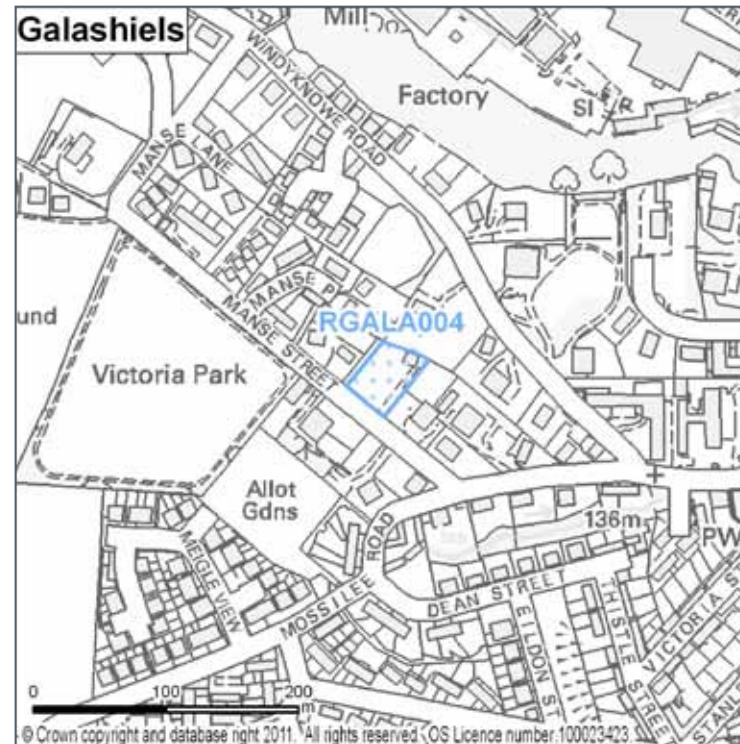 Galashiels
Mill
WINDYKNOWE ROAD
Factory
MANSE LANE
MANSE P
RGALA004
MANSE STREET
und
Victoria Park
Allot
Gdns
136m
PW
ROAD
MEIGLE VIEW
MOSSILEE
DEAN STREET
EILDON ST
THISTLE STREET
VICTORIA S
STANL
0 100 200
m
© Crown copyright and database right 2011. All rights reserved. OS Licence number 100023423